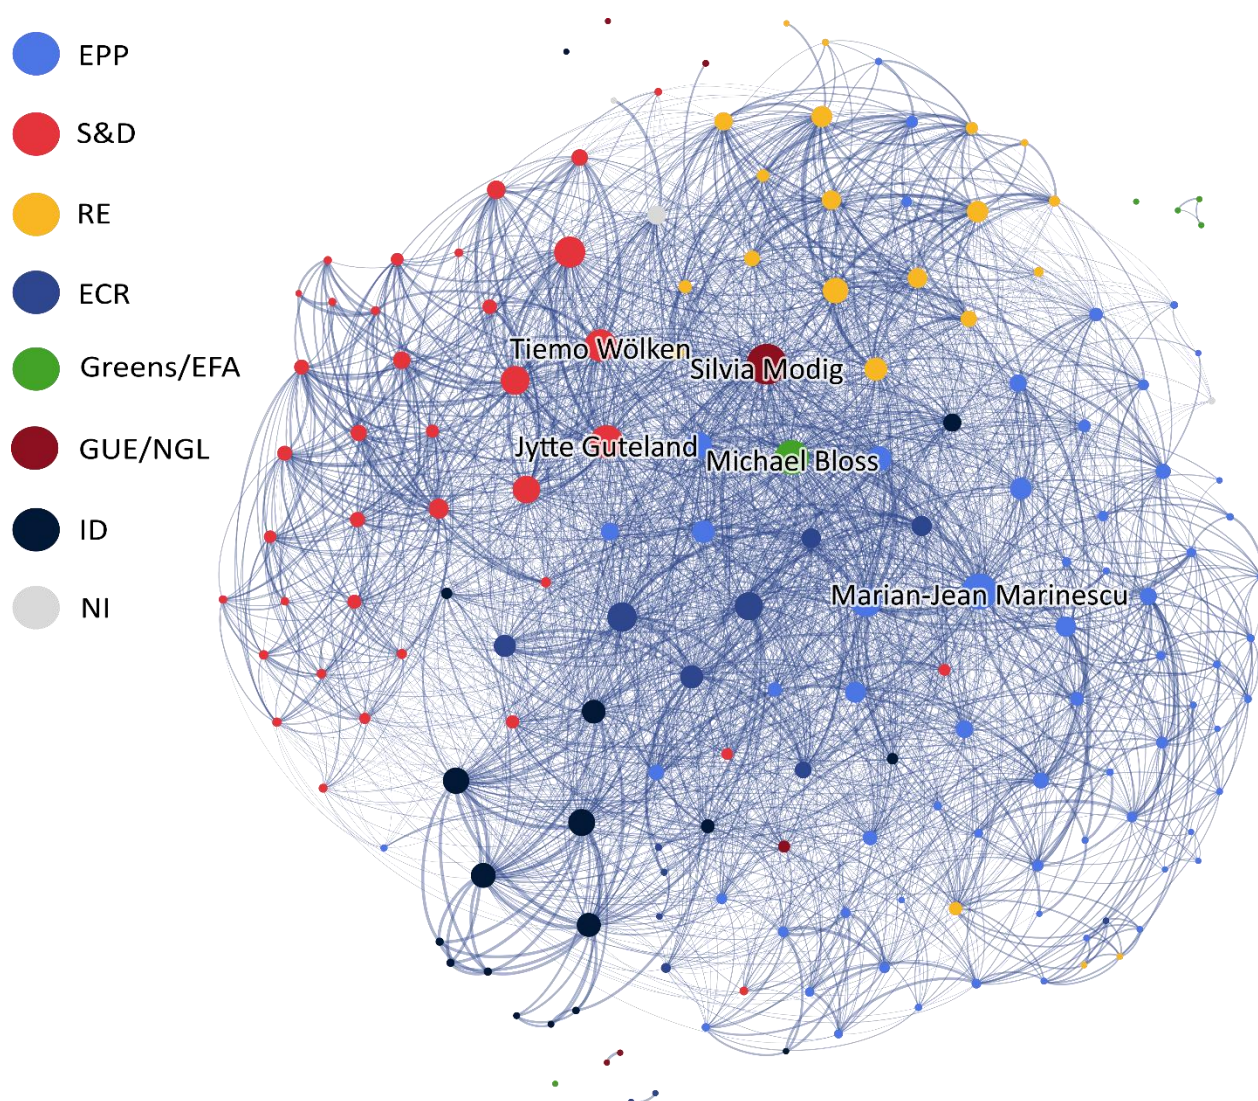 EPP
S&D
RE
ECR
Greens/EFA
GUE/NGL
ID
NI
Tiemo Wölken
Silvia Modig
Jytte Guteland
Michael Bloss
Marian-Jean Marinescu